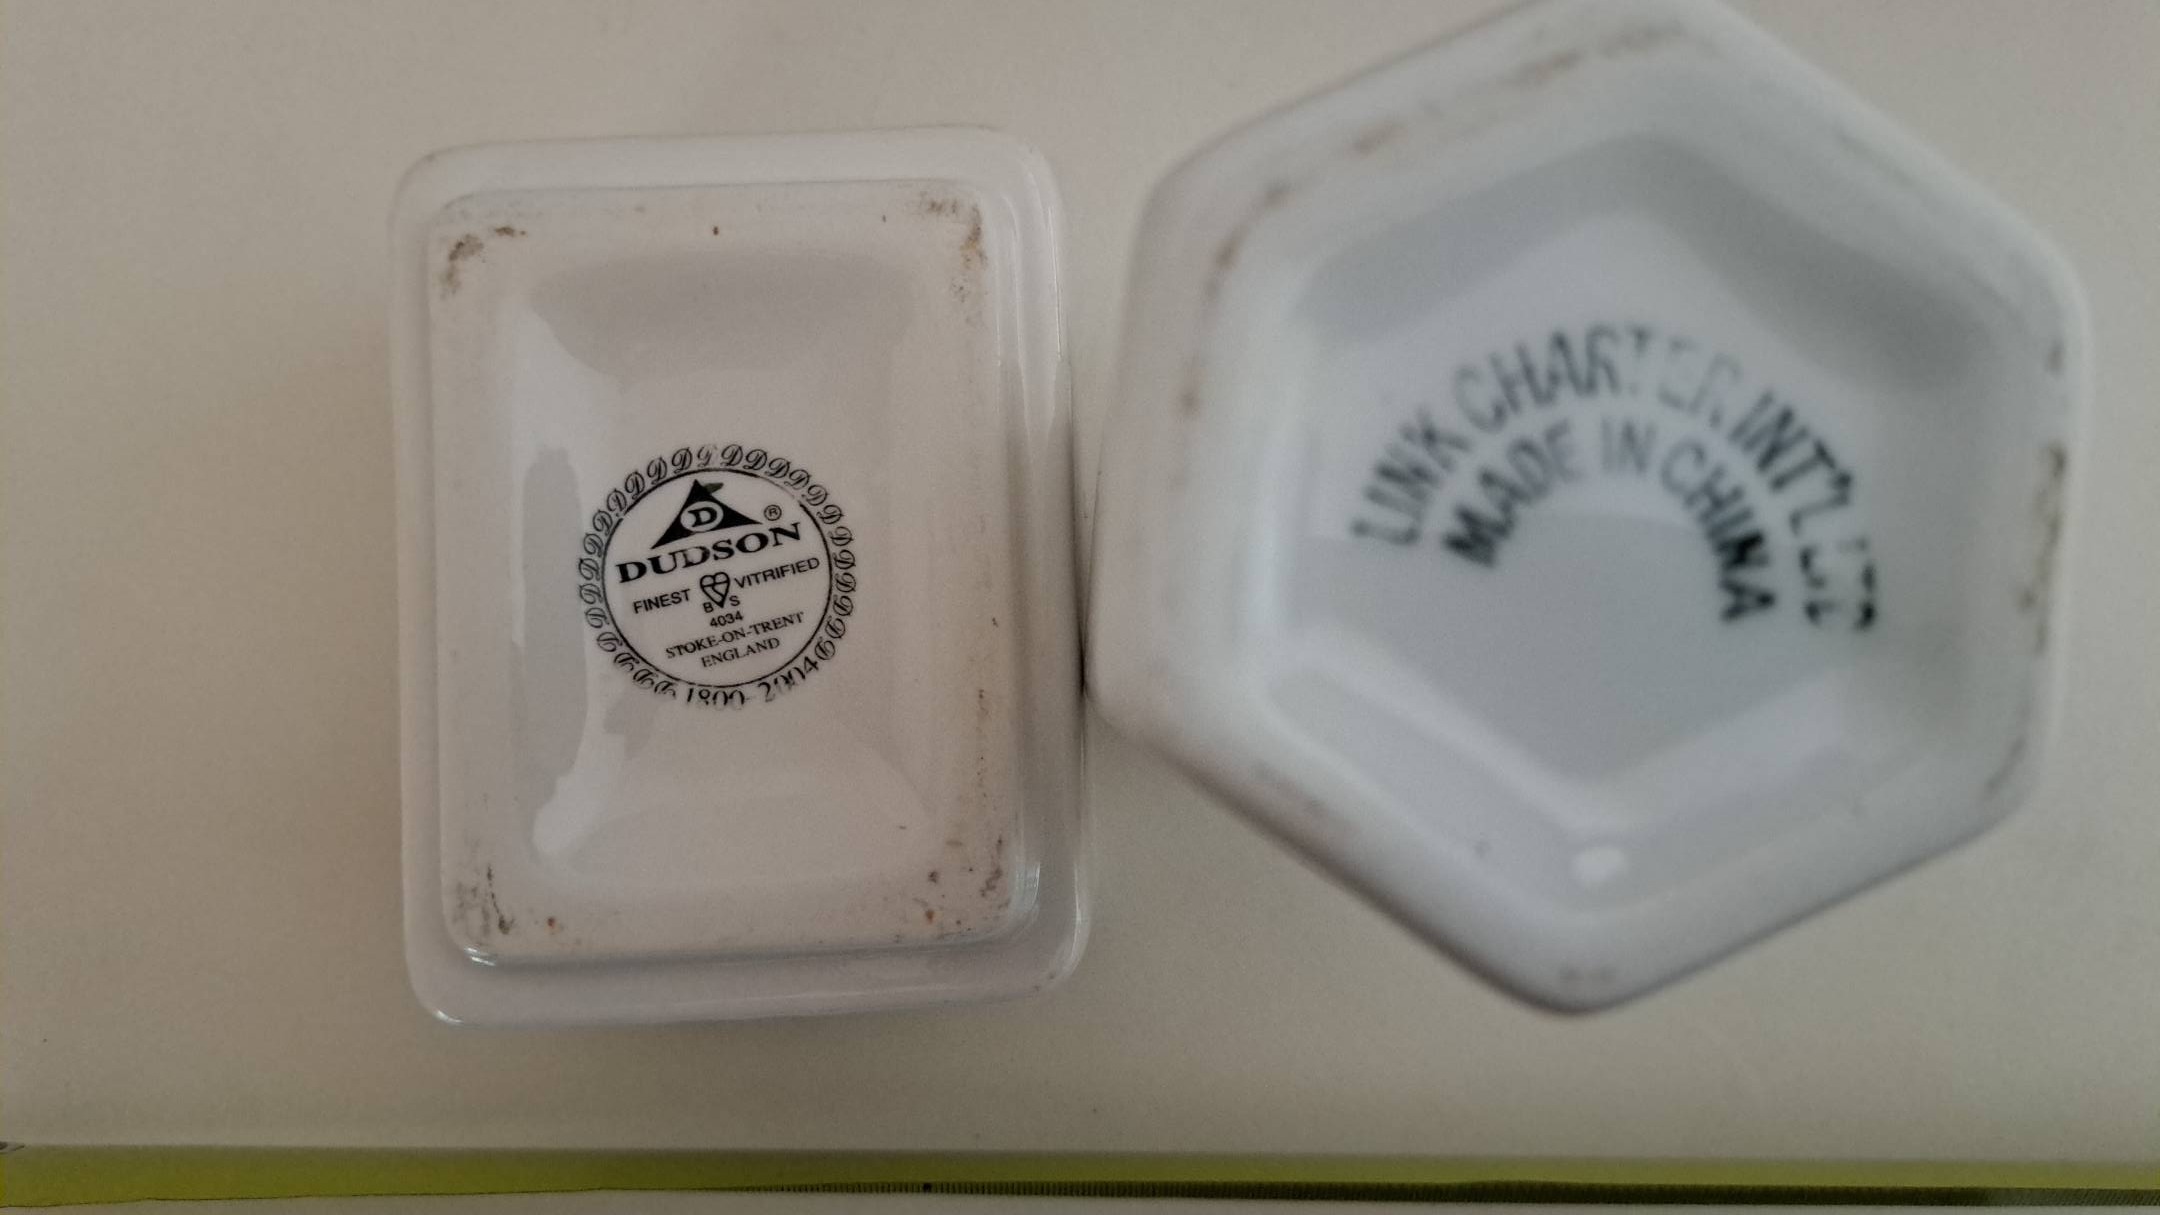 D
®
DUDSON
FINEST VITRIFIED
BS
4034
STOKE-ON-TRENT
ENGLAND
1800-2004
LINK CHARTER INT'L LTD
MADE IN CHINA